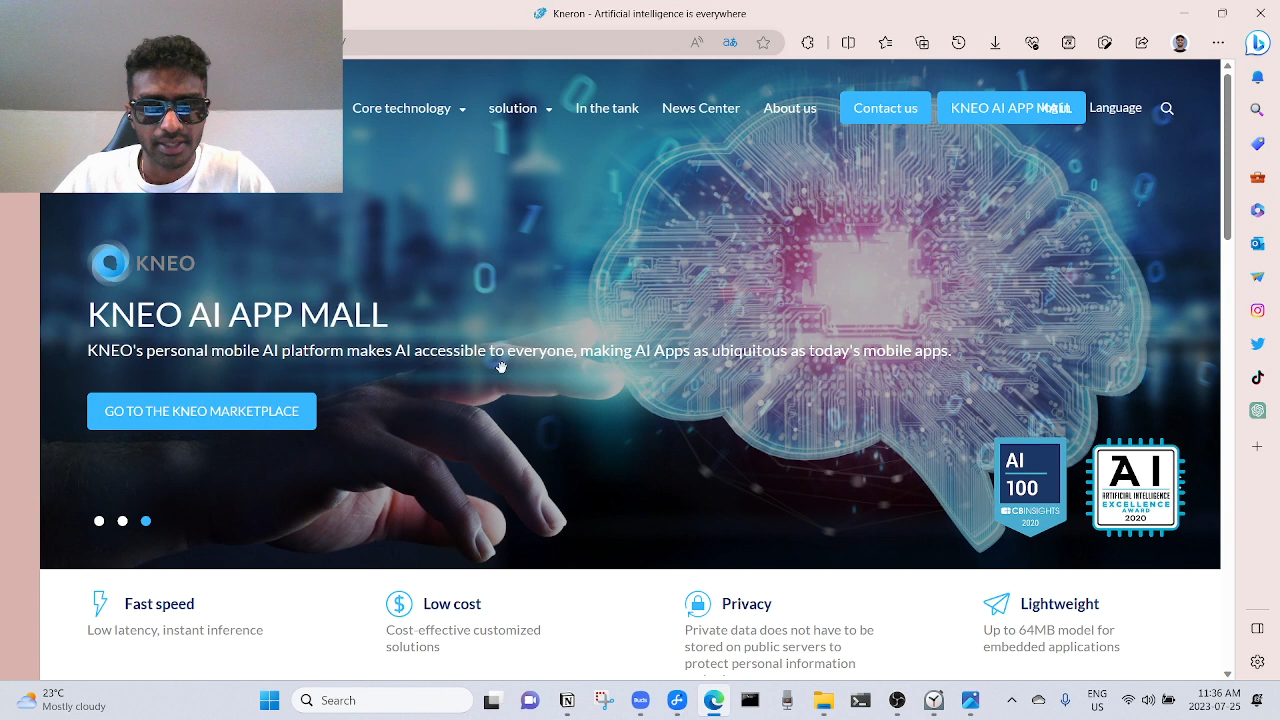 Kneron - Artificial intelligence is everywhere
Core technology
solution
In the tank
News Center
About us
Contact us
KNEO AI APP MALL
Language
KNEO
KNEO AI APP MALL
KNEO's personal mobile AI platform makes AI accessible to everyone, making AI Apps as ubiquitous as today's mobile apps.
GO TO THE KNEO MARKETPLACE
AI
100
CBINSIGHTS
2020
AI
ARTIFICIAL INTELLIGENCE
EXCELLENCE
AWARD
2020
Fast speed
Low latency, instant inference
Low cost
Cost-effective customized
solutions
Privacy
Private data does not have to be
stored on public servers to
protect personal information
Lightweight
Up to 64MB model for
embedded applications
23°C
Mostly cloudy
Search
Buds
ENG
US
11:36 AM
2023-07-25